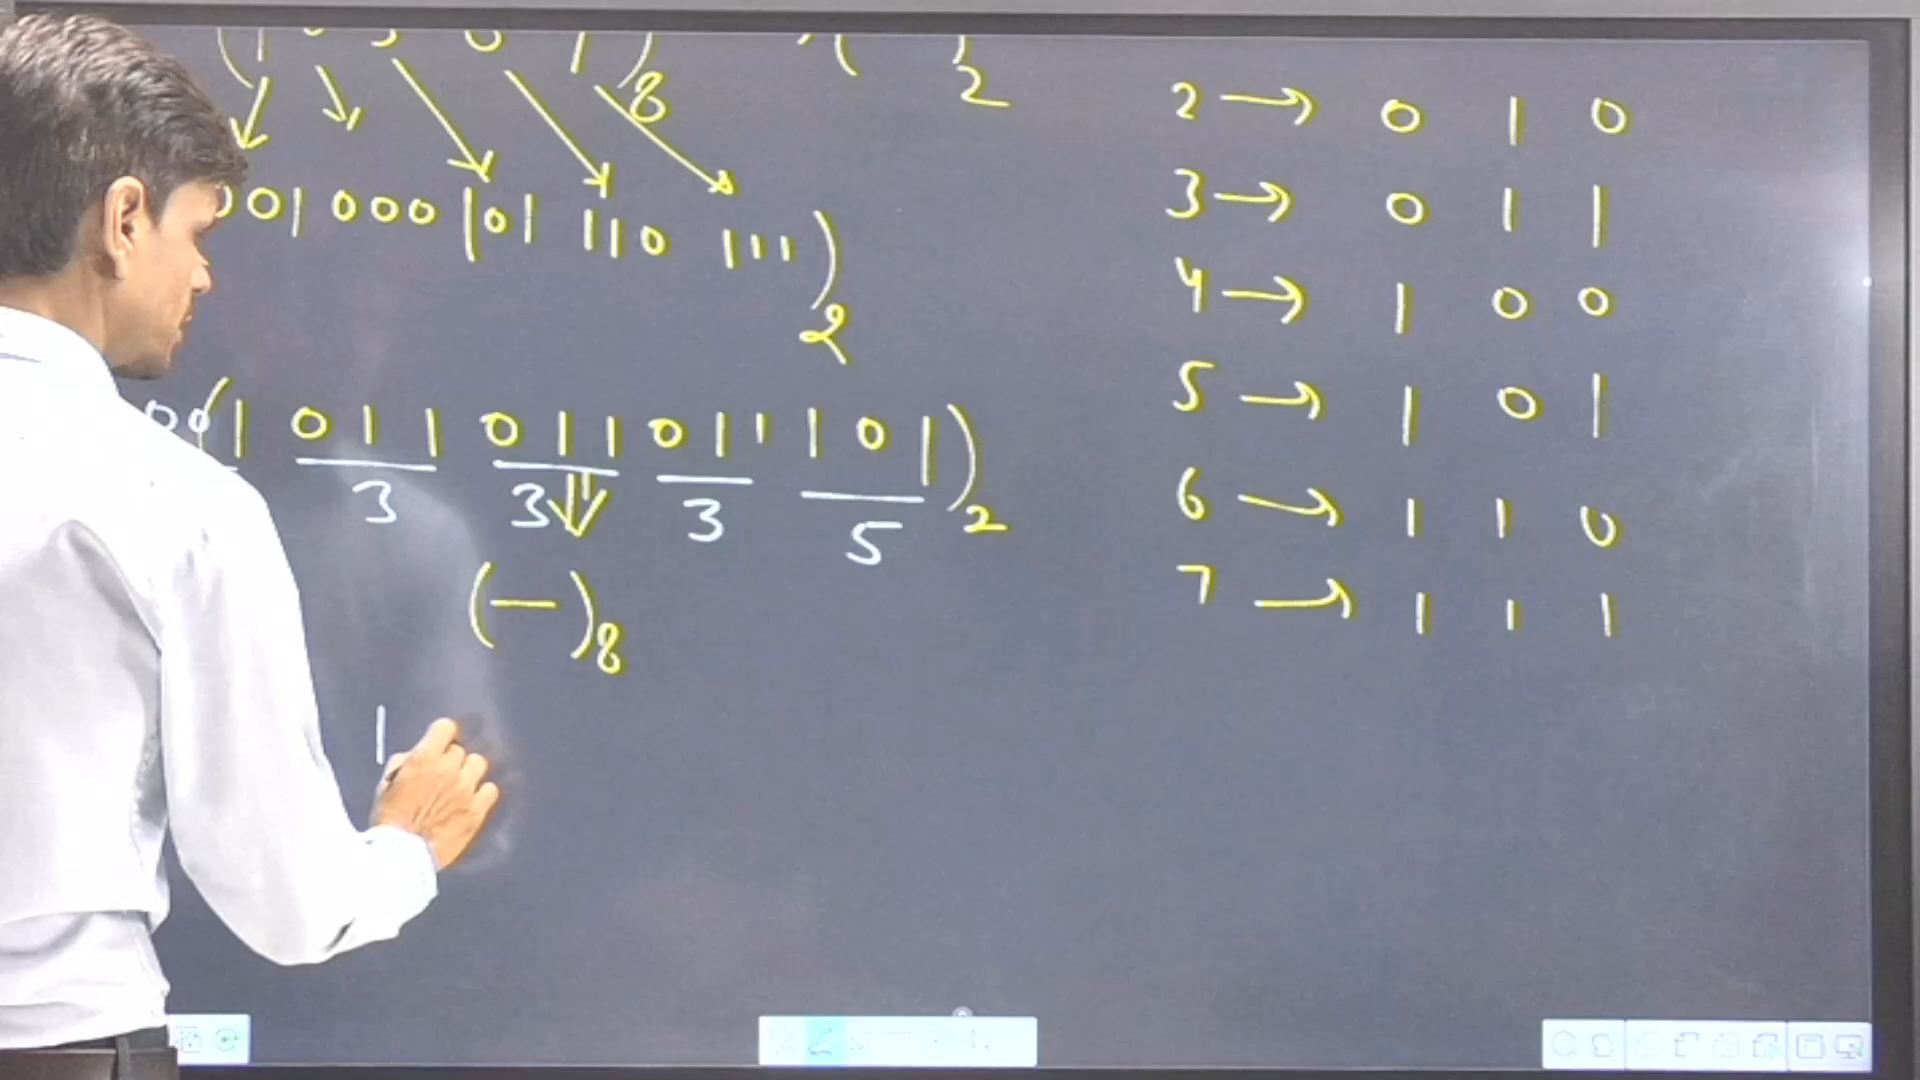 )8 ( )2
001 000 101 110 111 )2
00(1 011 011 011 101)2
3 3 3 5
(—)8
1
2 → 0 1 0
3 → 0 1 1
4 → 1 0 0
5 → 1 0 1
6 → 1 1 0
7 → 1 1 1